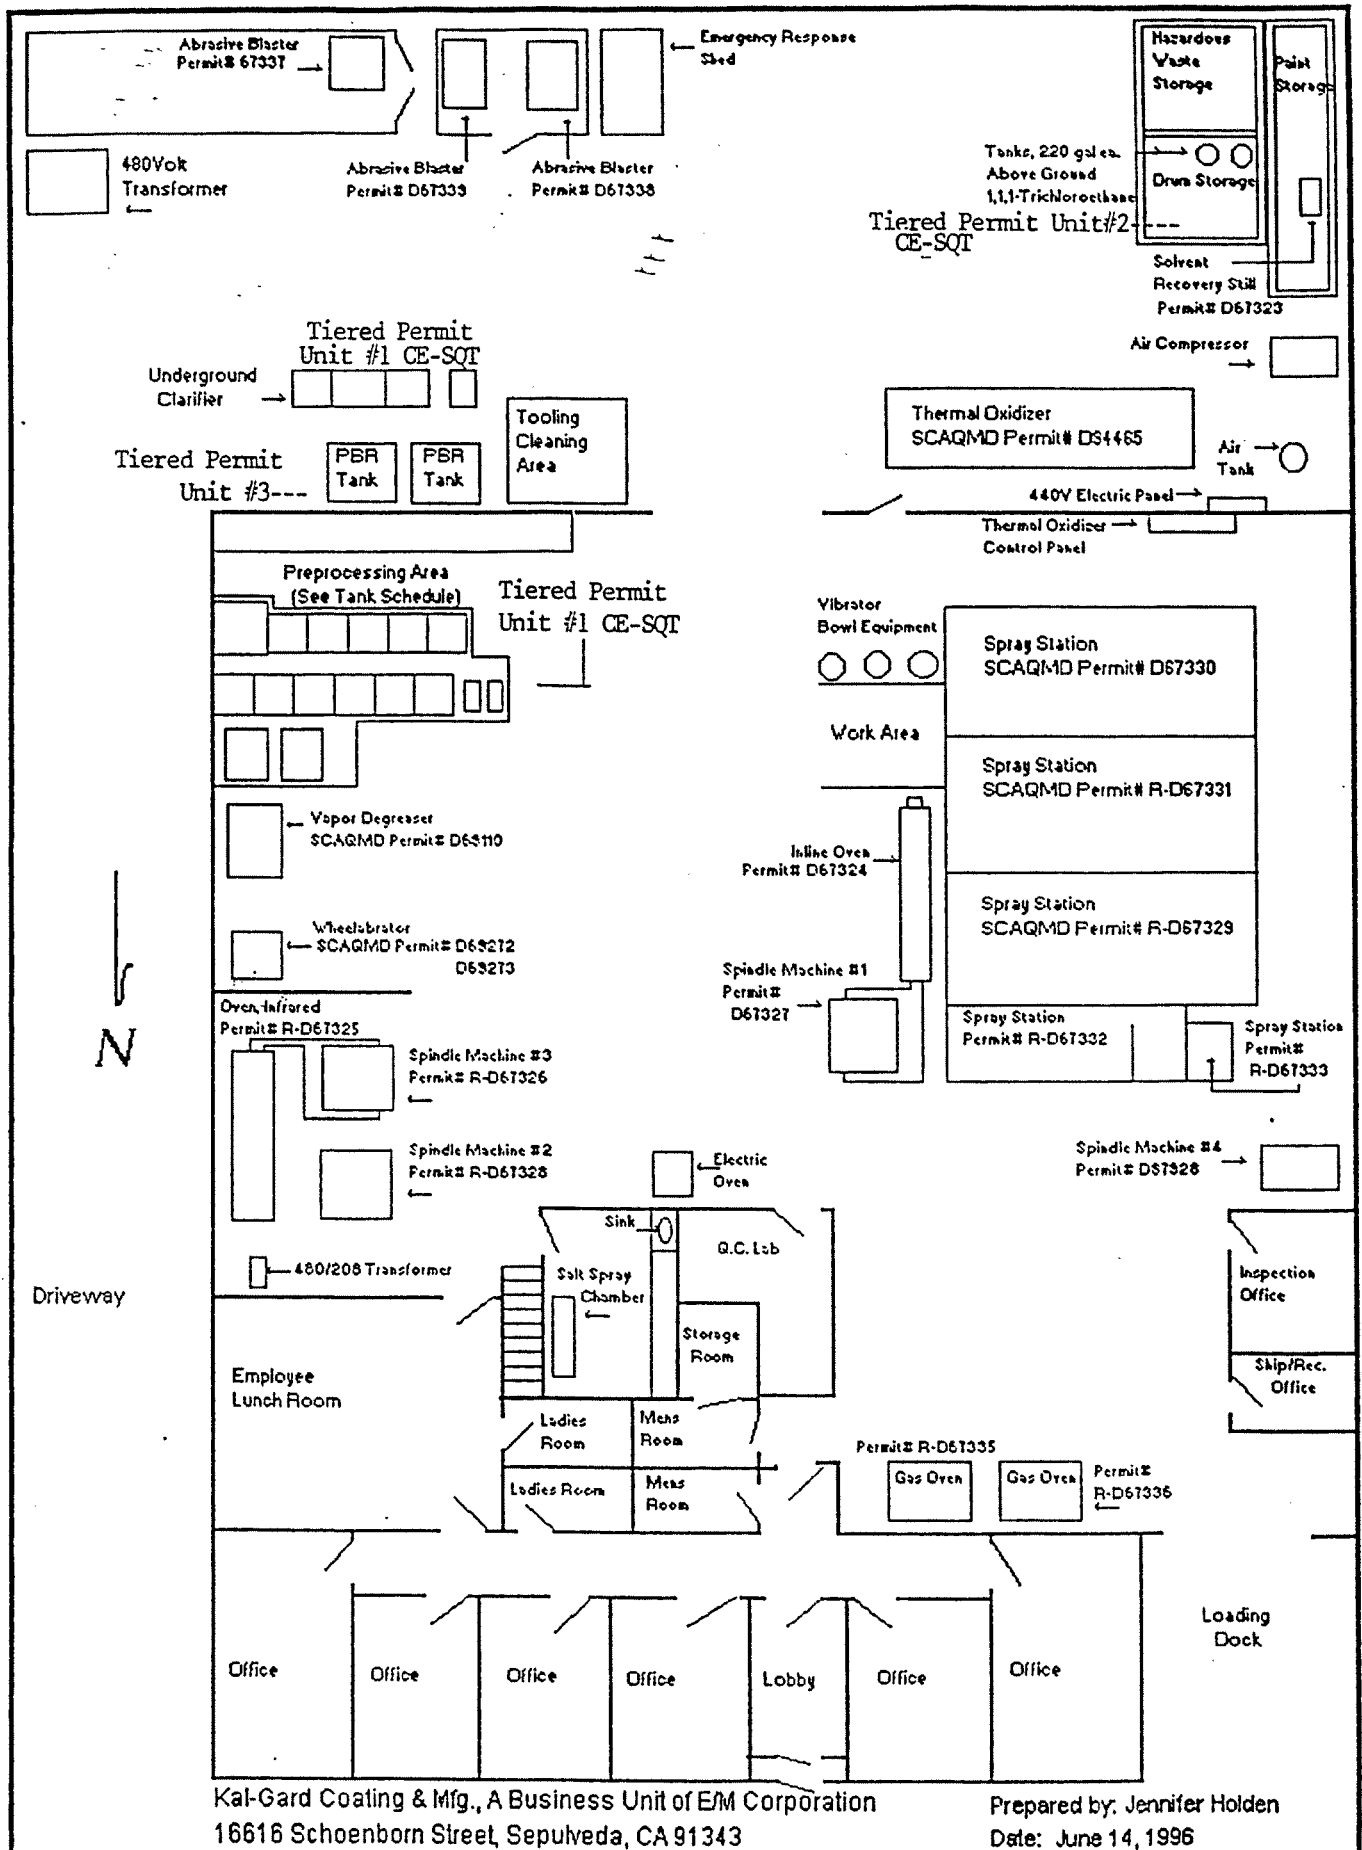 Abrasive Blaster
Permit# 67337
Emergency Response
Shed
Hazardous
Waste
Storage
Paint
Storage
480Volt
Transformer
Abrasive Blaster
Permit# D67339
Abrasive Blaster
Permit# D67338
Tanks, 220 gal ea.
Above Ground
1,1,1-Trichloroethane
Drum Storage
Tiered Permit Unit#2----
CE-SQT
Solvent
Recovery Still
Permit# D67323
Tiered Permit
Unit #1 CE-SQT
Underground
Clarifier
Air Compressor
Tooling
Cleaning
Area
Thermal Oxidizer
SCAQMD Permit# D94465
Air
Tank
Tiered Permit
Unit #3---
PBR
Tank
PBR
Tank
440V Electric Panel
Thermal Oxidizer
Control Panel
Preprocessing Area
(See Tank Schedule)
Tiered Permit
Unit #1 CE-SQT
Vibrator
Bowl Equipment
Spray Station
SCAQMD Permit# D67330
Work Area
Spray Station
SCAQMD Permit# R-D67331
Vapor Degreaser
SCAQMD Permit# D69110
Inline Oven
Permit# D67324
Spray Station
SCAQMD Permit# R-D67329
Wheelabrator
SCAQMD Permit# D69272
D69273
Spindle Machine #1
Permit#
D67327
N
Oven, Infrared
Permit# R-D67325
Spray Station
Permit# R-D67332
Spray Station
Permit#
R-D67333
Spindle Machine #3
Permit# R-D67326
Spindle Machine #2
Permit# R-D67328
Electric
Oven
Spindle Machine #4
Permit#
Sink
Q.C. Lab
480/208 Transformer
Salt Spray
Chamber
Inspection
Office
Driveway
Storage
Room
Employee
Lunch Room
Ship/Rec.
Office
Ladies
Room
Mens
Room
Permit# R-D67335
Gas Oven
Gas Oven
Permit#
R-D67336
Ladies Room
Mens
Room
Loading
Dock
Office
Office
Office
Office
Lobby
Office
Office
Kal-Gard Coating & Mfg., A Business Unit of E/M Corporation
16616 Schoenborn Street, Sepulveda, CA 91343
Prepared by: Jennifer Holden
Date: June 14, 1996